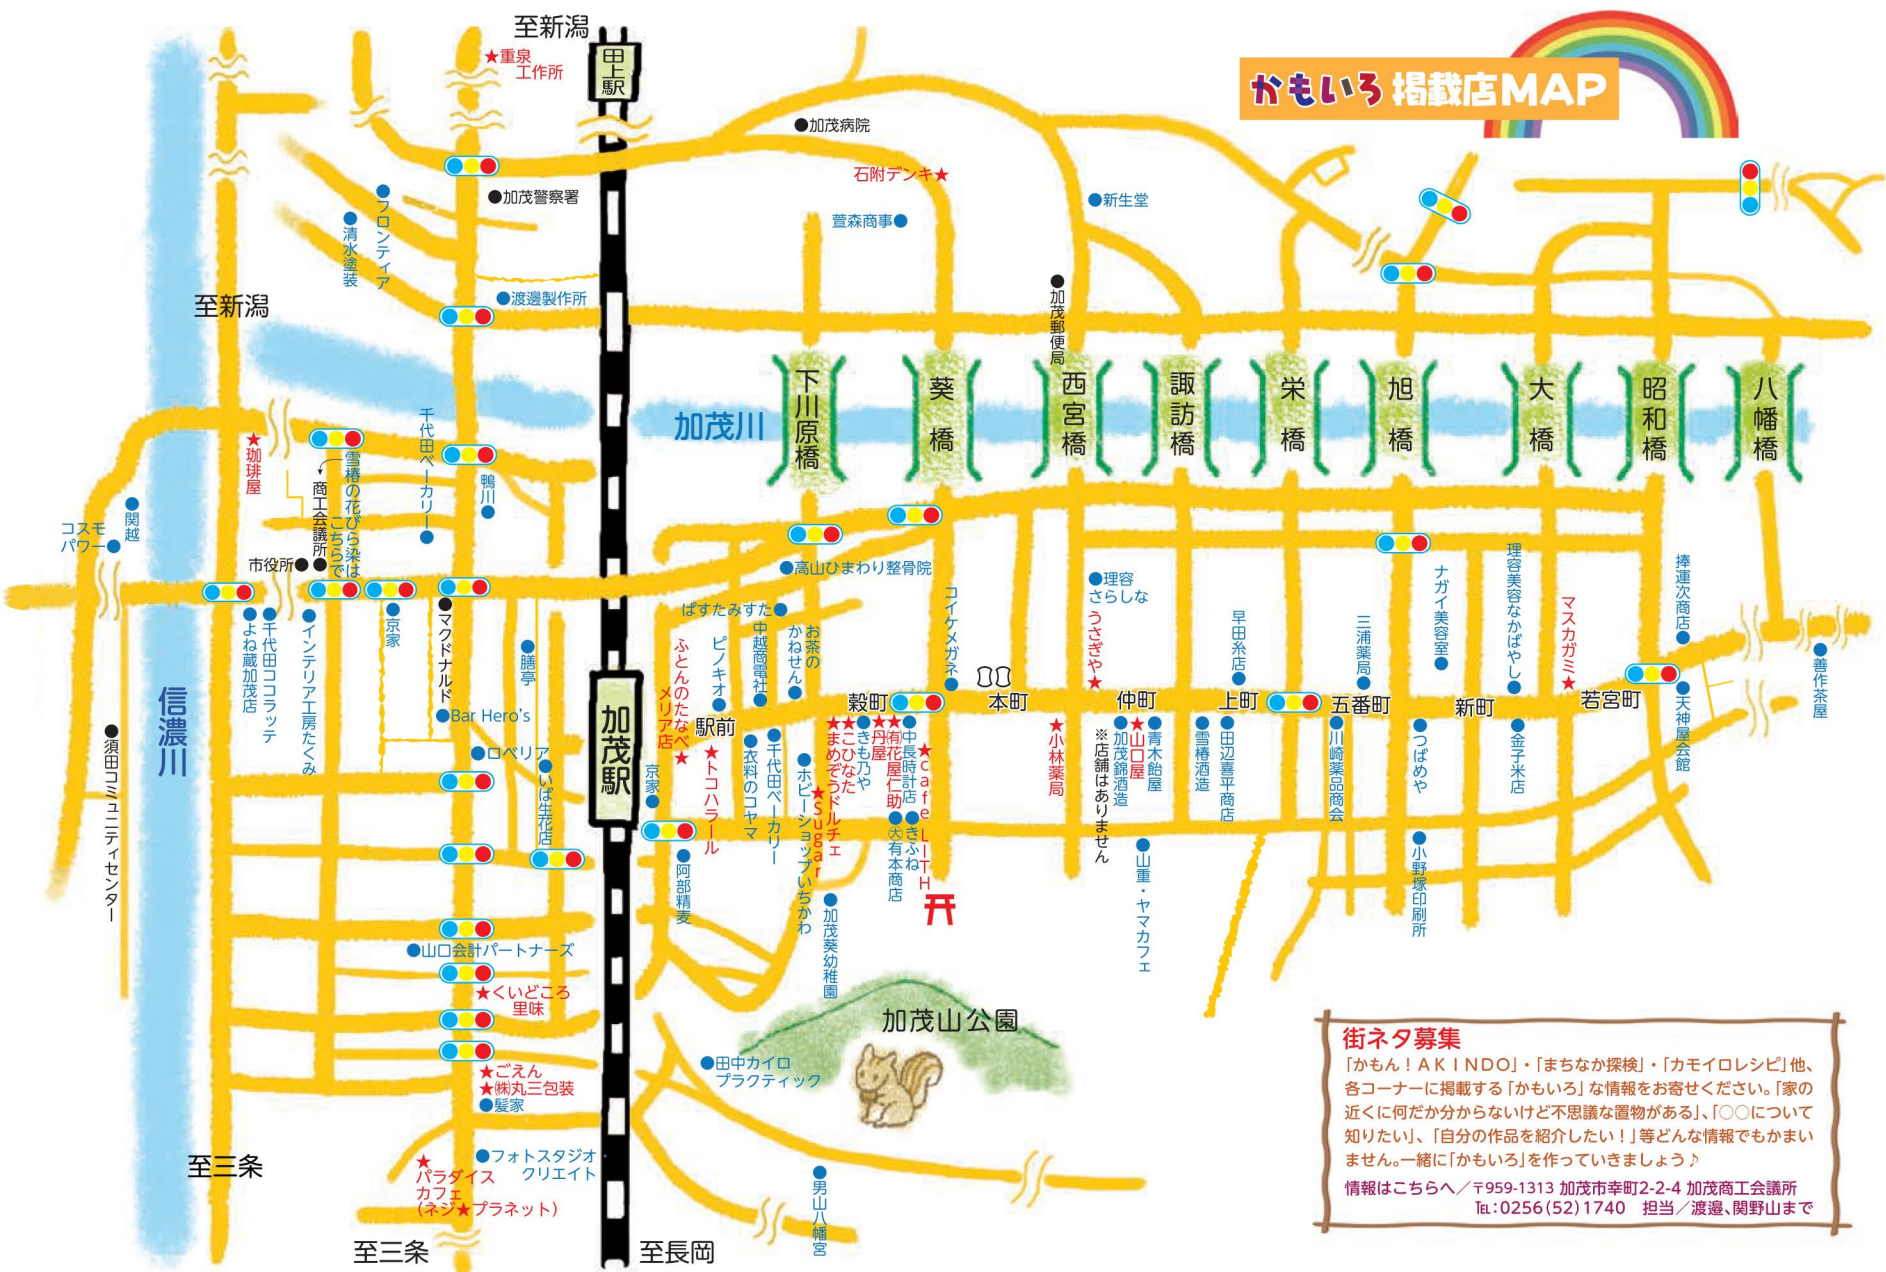 かもいろ 掲載店MAP
至新潟
★重泉
工作所
田上駅
●加茂病院
石附デンキ★
●加茂警察署
●フロンティア
●清水塗装
萱森商事●
●新生堂
至新潟
●渡邉製作所
●加茂郵便局
加茂川
下川原橋
葵橋
西宮橋
諏訪橋
栄橋
旭橋
大橋
昭和橋
八幡橋
★珈琲屋
千代田ベーカリー●
鴨川●
雪椿の花びら染は
こちらで
商工会議所●
市役所●
●関越
コスモ
パワー●
●高山ひまわり整骨院
ぱすたみすた●
●理容
さらしな
コイケメガネ●
うさぎや★
早田糸店●
三浦薬局●
ナガイ美容室●
理容美容なかばやし●
マスカガミ★
捧運次商店●
●善作茶屋
●よね蔵加茂店
●千代田ココラッテ
●インテリア工房たくみ
●京家
●マクドナルド
●膳亭
●Bar Hero's
●ロベリア
●いば生花店
信濃川
●須田コミュニティセンター
加茂駅
ふとんのたなべ★
メリア店
ピノキオ●
中越商電社●
お茶の
かねせん●
駅前
穀町
本町
仲町
上町
五番町
新町
若宮町
京家●
★トコハラール
●衣料のコヤマ
●千代田ベーカリー
●ホビーショップいちかわ
★Sugar
★まめぞうドルチェ
★こひなた
●きも乃や
★丹屋
★㈲花屋仁助
●中長時計店
★cafe LITH
●きふね
●㊅有本商店
★小林薬局
※店舗はありません
●加茂錦酒造
★山口屋
●青木飴屋
●雪椿酒造
●田辺喜平商店
●川崎薬品商会
●つばめや
●金子米店
●天神屋会館
●阿部精麦
●加茂葵幼稚園
●山重・ヤマカフェ
●小野塚印刷所
●山口会計パートナーズ
★くいどころ
里味
加茂山公園
★ごえん
★㈱丸三包装
●髪家
●田中カイロ
プラクティック
至三条
●フォトスタジオ
クリエイト
★
パラダイス
カフェ
(ネジ★プラネット)
●男山八幡宮
至三条
至長岡
街ネタ募集
「かもん！AKINDO」・「まちなか探検」・「カモイロレシピ」他、
各コーナーに掲載する「かもいろ」な情報をお寄せください。「家の
近くに何だか分からないけど不思議な置物がある」、「○○について
知りたい」、「自分の作品を紹介したい！」等どんな情報でもかまい
ません。一緒に「かもいろ」を作っていきましょう♪
情報はこちらへ／〒959-1313 加茂市幸町2-2-4 加茂商工会議所
℡：0256(52)1740　担当／渡邉、関野山まで